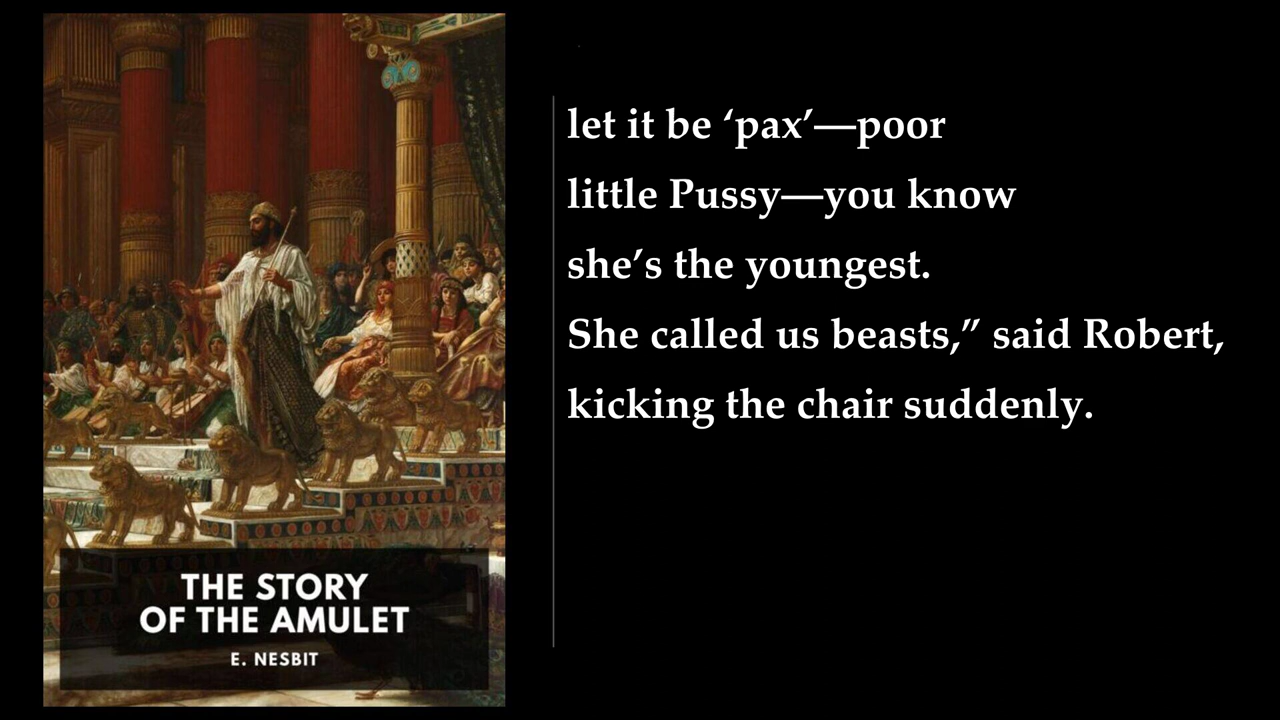 let it be ‘pax’—poor
little Pussy—you know
she’s the youngest.
She called us beasts,” said Robert,
kicking the chair suddenly.
THE STORY
OF THE AMULET
E. NESBIT